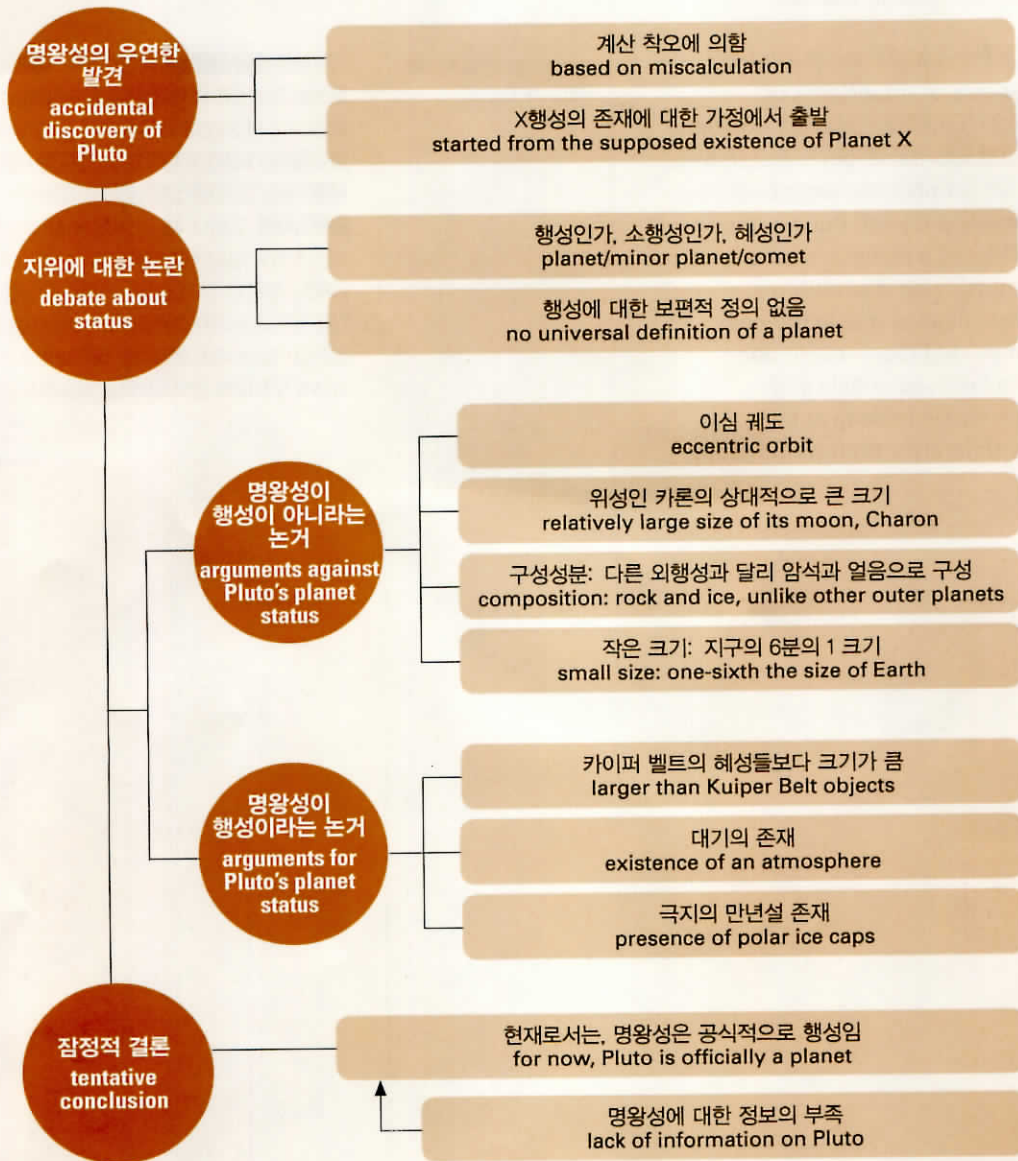 명왕성의 우연한
발견
accidental
discovery of
Pluto
계산 착오에 의함
based on miscalculation
X행성의 존재에 대한 가정에서 출발
started from the supposed existence of Planet X
지위에 대한 논란
debate about
status
행성인가, 소행성인가, 혜성인가
planet/minor planet/comet
행성에 대한 보편적 정의 없음
no universal definition of a planet
명왕성이
행성이 아니라는
논거
arguments against
Pluto's planet
status
이심 궤도
eccentric orbit
위성인 카론의 상대적으로 큰 크기
relatively large size of its moon, Charon
구성성분: 다른 외행성과 달리 암석과 얼음으로 구성
composition: rock and ice, unlike other outer planets
작은 크기: 지구의 6분의 1 크기
small size: one-sixth the size of Earth
명왕성이
행성이라는 논거
arguments for
Pluto's planet
status
카이퍼 벨트의 혜성들보다 크기가 큼
larger than Kuiper Belt objects
대기의 존재
existence of an atmosphere
극지의 만년설 존재
presence of polar ice caps
잠정적 결론
tentative
conclusion
현재로서는, 명왕성은 공식적으로 행성임
for now, Pluto is officially a planet
명왕성에 대한 정보의 부족
lack of information on Pluto